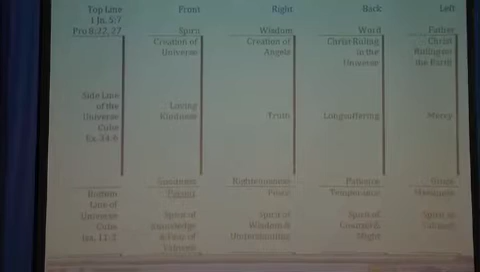 Top Line Front Right Back Left
1 Jn. 5:7
Pro 8:22, 27 Spirit Wisdom Word Father
Creation of Creation of Christ Ruling Christ
Universe Angels in the Ruling on
Universe the Earth
Side Line
of the Loving
Universe Kindness Truth Longsuffering Mercy
Cube
Ex. 34:6
Goodness Righteousness Patience
Bottom Peace Temperance
Line of
Universe Spirit of Spirit of Spirit of Spirit of
Cube Knowledge Wisdom & Counsel &
Isa. 11:2 & Fear of Understanding Might